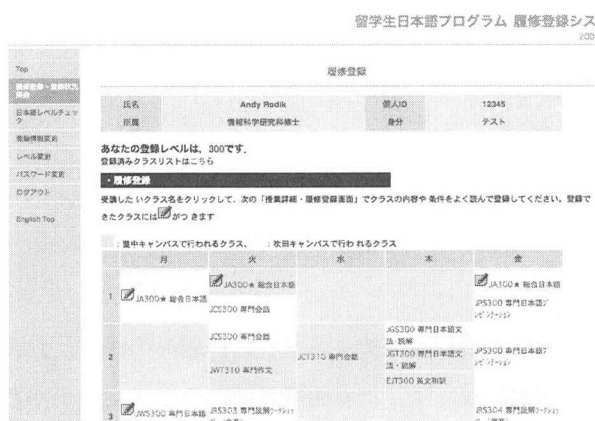 留学生日本語プログラム 履修登録シス
200
Top
日本語レベルチェッ
ク
登録情報変更
レベル変更
パスワード変更
ログアウト
English Top
履修登録
氏名 Andy Rodik 個人ID 12345
所属 情報科学研究科修士 身分 テスト
あなたの登録レベルは、300です。
登録済みクラスリストはこちら
・履修登録
受講したいクラス名をクリックして、次の「授業詳細・履修登録画面」でクラスの内容や 条件をよく読んで登録してください。登録で
きたクラスには がつ きます
：豊中キャンパスで行われるクラス、 ：吹田キャンパスで行わ れるクラス
月 火 水 木 金
1 JA300★ 総合日本語 JA300★ 総合日本語 JA300★ 総合日本語
JCS300 専門会話 JPS300 専門日本語プ
レゼンテーション
2 JCS300 専門会話 JGS300 専門日本語文
法・読解 JPS300 専門日本語プ
レゼンテーション
JWT310 専門作文 JCT310 専門会話 JGT300 専門日本語文
法・読解
EJT300 英文和訳
3 JWS300 専門日本語 JRS303 専門読解 JRS304 専門読解